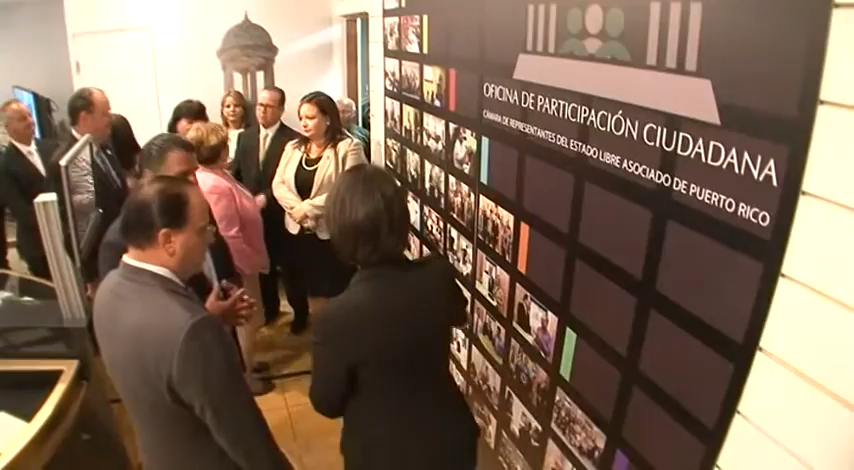 OFICINA DE PARTICIPACIÓN CIUDADANA
CÁMARA DE REPRESENTANTES DEL ESTADO LIBRE ASOCIADO DE PUERTO RICO